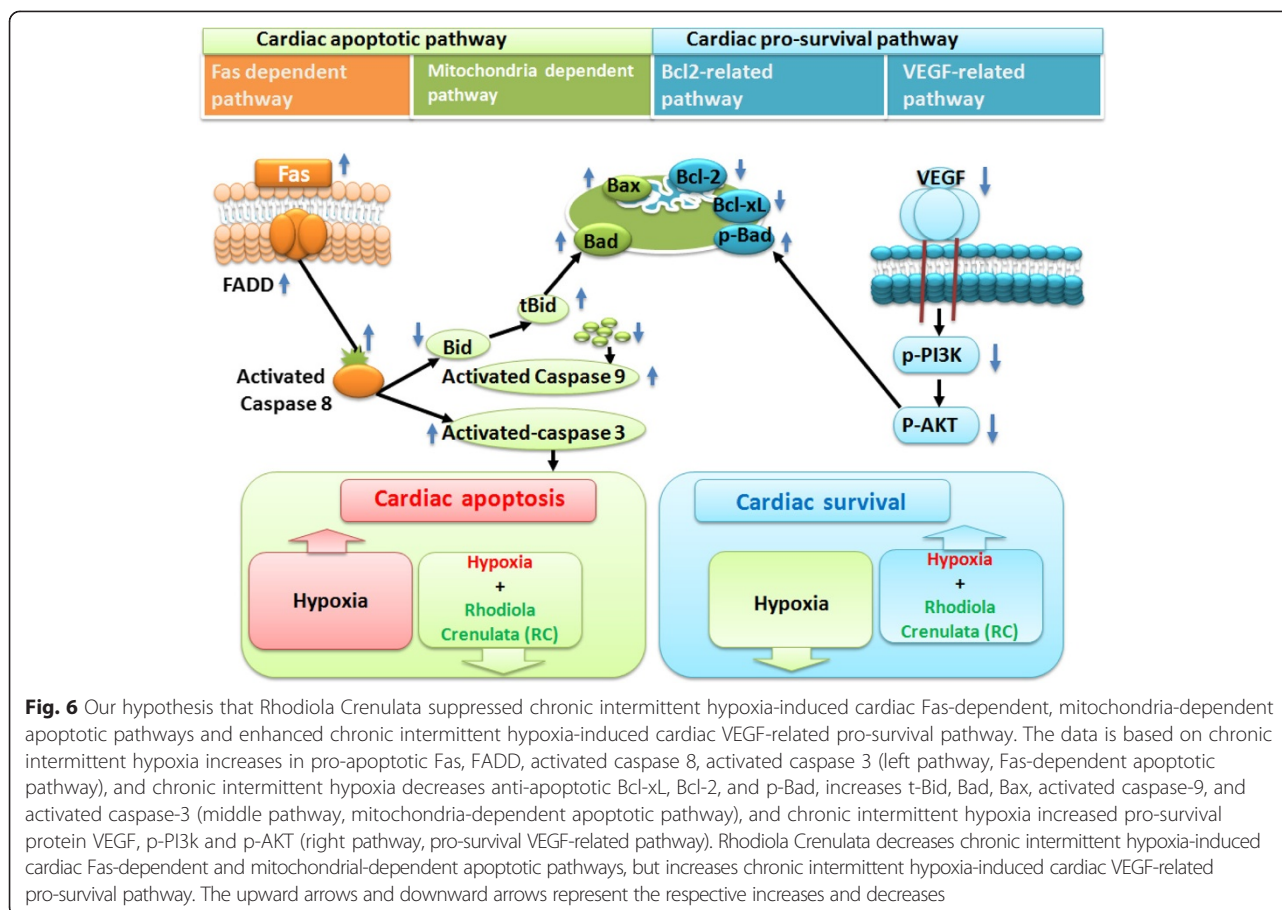 Cardiac apoptotic pathway
Cardiac pro-survival pathway
Fas dependent
pathway
Mitochondria dependent
pathway
Bcl2-related
pathway
VEGF-related
pathway
Fas
FADD
Activated
Caspase 8
Bid
tBid
Bax
Bad
Bcl-2
Bcl-xL
p-Bad
Activated Caspase 9
Activated-caspase 3
VEGF
p-PI3K
P-AKT
Cardiac apoptosis
Hypoxia
Hypoxia
+
Rhodiola
Crenulata (RC)
Cardiac survival
Hypoxia
Hypoxia
+
Rhodiola
Crenulata (RC)
Fig. 6 Our hypothesis that Rhodiola Crenulata suppressed chronic intermittent hypoxia-induced cardiac Fas-dependent, mitochondria-dependent
apoptotic pathways and enhanced chronic intermittent hypoxia-induced cardiac VEGF-related pro-survival pathway. The data is based on chronic
intermittent hypoxia increases in pro-apoptotic Fas, FADD, activated caspase 8, activated caspase 3 (left pathway, Fas-dependent apoptotic
pathway), and chronic intermittent hypoxia decreases anti-apoptotic Bcl-xL, Bcl-2, and p-Bad, increases t-Bid, Bad, Bax, activated caspase-9, and
activated caspase-3 (middle pathway, mitochondria-dependent apoptotic pathway), and chronic intermittent hypoxia increased pro-survival
protein VEGF, p-PI3k and p-AKT (right pathway, pro-survival VEGF-related pathway). Rhodiola Crenulata decreases chronic intermittent hypoxia-induced
cardiac Fas-dependent and mitochondrial-dependent apoptotic pathways, but increases chronic intermittent hypoxia-induced cardiac VEGF-related
pro-survival pathway. The upward arrows and downward arrows represent the respective increases and decreases